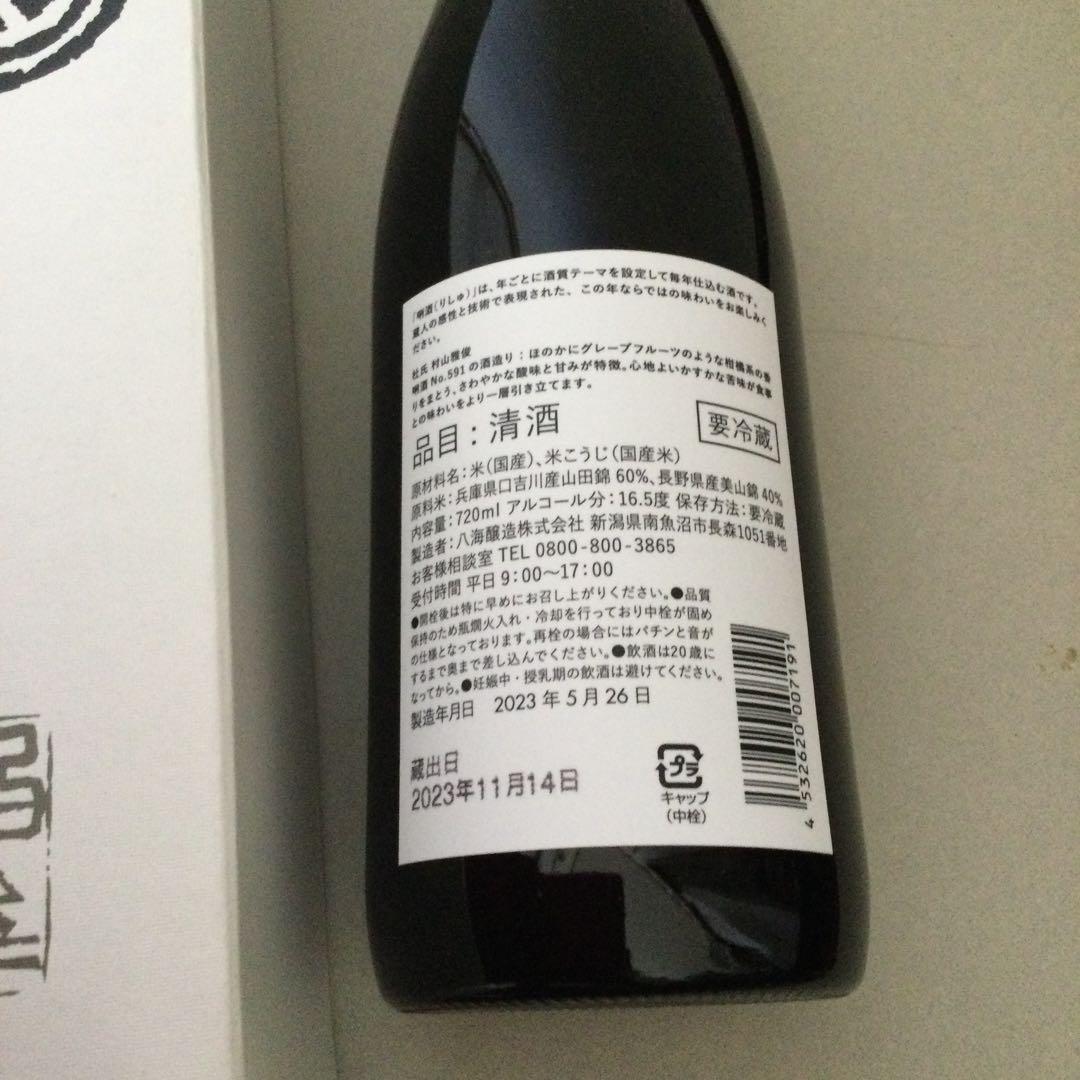 「唎酒（りしゅ）」は、年ごとに酒質テーマを設定して毎年仕込む酒です。
蔵人の感性と技術で表現された、この年ならではの味わいをお楽しみく
ださい。
杜氏 村山雅俊
唎酒 No.591 の酒造り：ほのかにグレープフルーツのような柑橘系の香
りをまとう、さわやかな酸味と甘みが特徴。心地よいかすかな苦味が食事
との味わいをより一層引き立てます。
品目：清酒
要冷蔵
原材料名：米（国産）、米こうじ（国産米）
原料米：兵庫県口吉川産山田錦 60%、長野県産美山錦 40%
内容量：720ml アルコール分：16.5度 保存方法：要冷蔵
製造者：八海醸造株式会社 新潟県南魚沼市長森1051番地
お客様相談室 TEL 0800-800-3865
受付時間 平日 9：00〜17：00
●開栓後は特に早めにお召し上がりください。●品質
保持のため瓶燗火入れ・冷却を行っており中栓が固め
の仕様となっております。再栓の場合にはパチンと音が
するまで奥まで差し込んでください。●飲酒は20歳に
なってから。●妊娠中・授乳期の飲酒は避けてください。
製造年月日 2023 年 5 月 26 日
蔵出日
2023年11月14日
プラ
キャップ
（中栓）
4 532620 007191